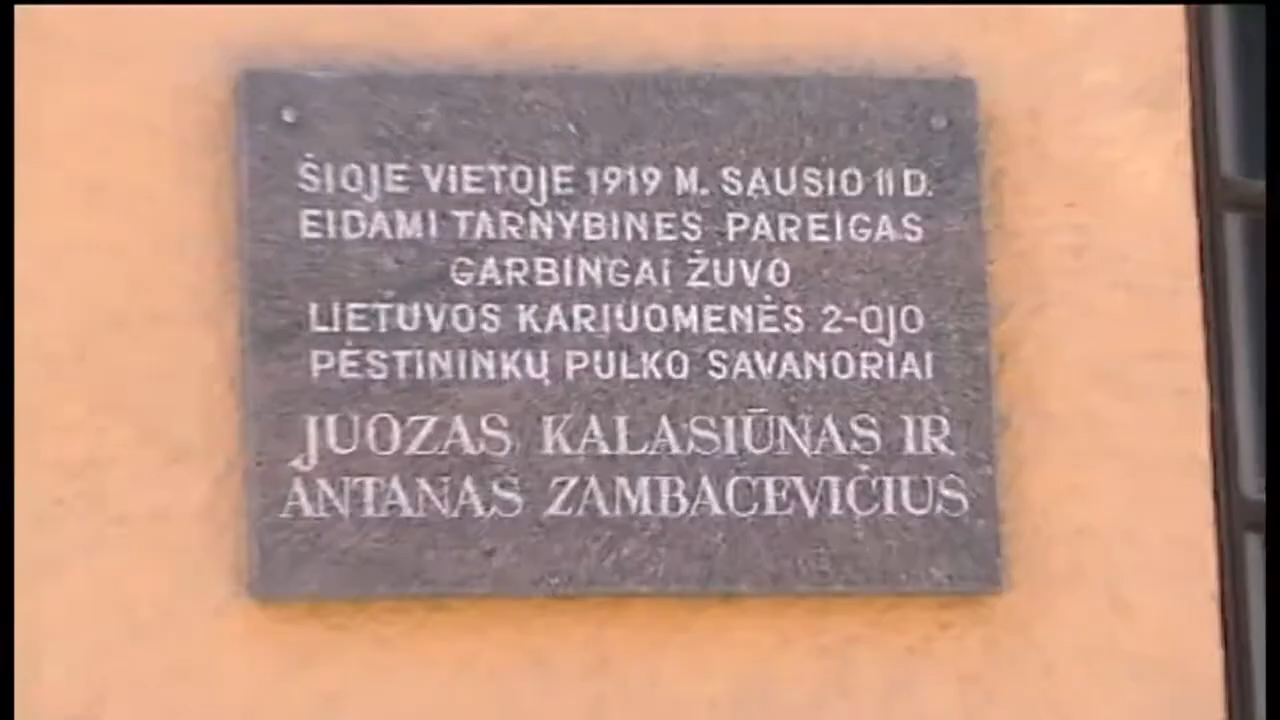 ŠIOJE VIETOJE 1919 M. SAUSIO 11 D.
EIDAMI TARNYBINES PAREIGAS
GARBINGAI ŽUVO
LIETUVOS KARIUOMENĖS 2-OJO
PĖSTININKŲ PULKO SAVANORIAI
JUOZAS KALASIŪNAS IR
ANTANAS ZAMBACEVIČIUS